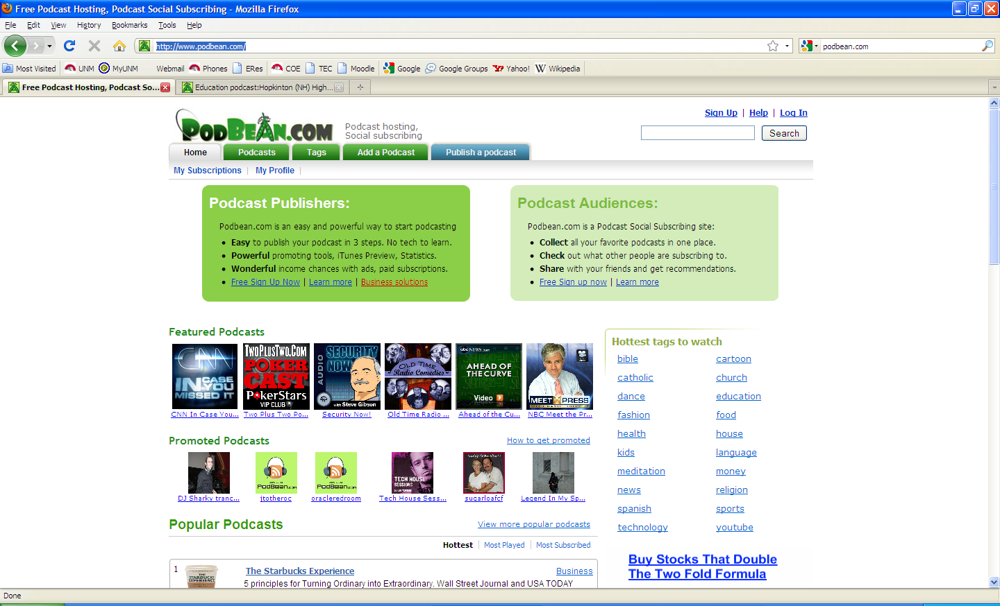 Free Podcast Hosting, Podcast Social Subscribing - Mozilla Firefox
File Edit View History Bookmarks Tools Help
http://www.podbean.com/
podbean.com
Most Visited UNM MyUNM Webmail Phones ERes COE TEC Moodle Google Google Groups Yahoo! Wikipedia
Free Podcast Hosting, Podcast So... Education podcast:Hopkinton (NH) High...
Sign Up | Help | Log In
PODBEAN.COM
Podcast hosting,
Social subscribing
Search
Home Podcasts Tags Add a Podcast Publish a podcast
My Subscriptions | My Profile |
Podcast Publishers:
Podbean.com is an easy and powerful way to start podcasting
• Easy to publish your podcast in 3 steps. No tech to learn.
• Powerful promoting tools, iTunes Preview, Statistics.
• Wonderful income chances with ads, paid subscriptions.
• Free Sign Up Now | Learn more | Business solutions
Podcast Audiences:
Podbean.com is a Podcast Social Subscribing site:
• Collect all your favorite podcasts in one place.
• Check out what other people are subscribing to.
• Share with your friends and get recommendations.
• Free Sign up now | Learn more
Featured Podcasts
CNN
IN CASE
YOU
MISSED IT
TWOPLUSTWO.COM
POKER
CAST
PokerStars
VIP CLUB
AUDIO
SECURITY
NOW!
with Steve Gibson
OLD TIME
Radio Comedies
abc NEWS.com
AHEAD OF
THE CURVE
Video
MEET THE PRESS
CNN In Case You... Two Plus Two Po... Security Now! Old Time Radio ... Ahead of the Cu... NBC Meet the Pr...
Promoted Podcasts
How to get promoted
PodBean.com
PodBean.com
TECH HOUSE
SESSIONS
DJ Sharky tranc... jtotheroc oracleredroom Tech House Sess... sugarloafcf Legend In My Sp...
Popular Podcasts
View more popular podcasts
Hottest | Most Played | Most Subscribed
1
THE
STARBUCKS
EXPERIENCE
The Starbucks Experience
Business
5 principles for Turning Ordinary into Extraordinary. Wall Street Journal and USA TODAY
Hottest tags to watch
bible cartoon
catholic church
dance education
fashion food
health house
kids language
meditation money
news religion
spanish sports
technology youtube
Buy Stocks That Double
The Two Fold Formula
Done